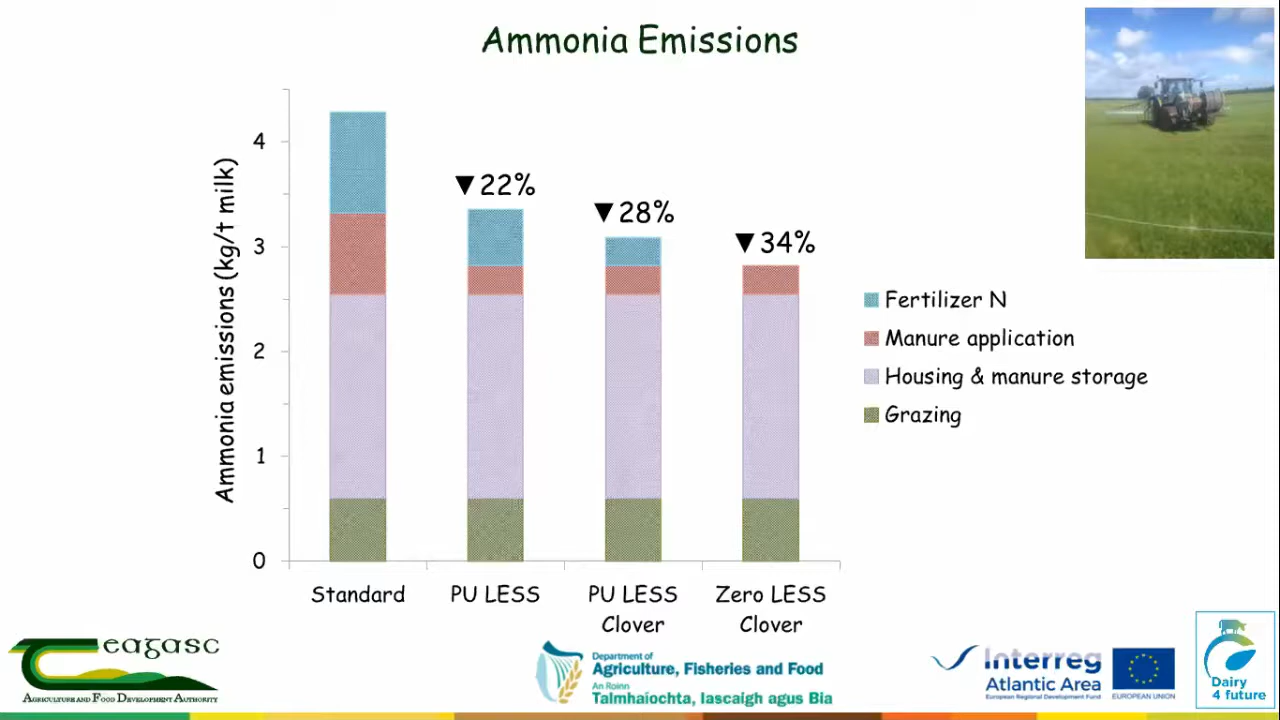 Ammonia Emissions
Ammonia emissions (kg/t milk)
4
3
2
1
0
▼22%
▼28%
▼34%
Standard
PU LESS
PU LESS
Clover
Zero LESS
Clover
Fertilizer N
Manure application
Housing & manure storage
Grazing
Teagasc
AGRICULTURE AND FOOD DEVELOPMENT AUTHORITY
Department of
Agriculture, Fisheries and Food
An Roinn
Talmhaíochta, Iascaigh agus Bia
Interreg
Atlantic Area
European Regional Development Fund
EUROPEAN UNION
Dairy
4 future